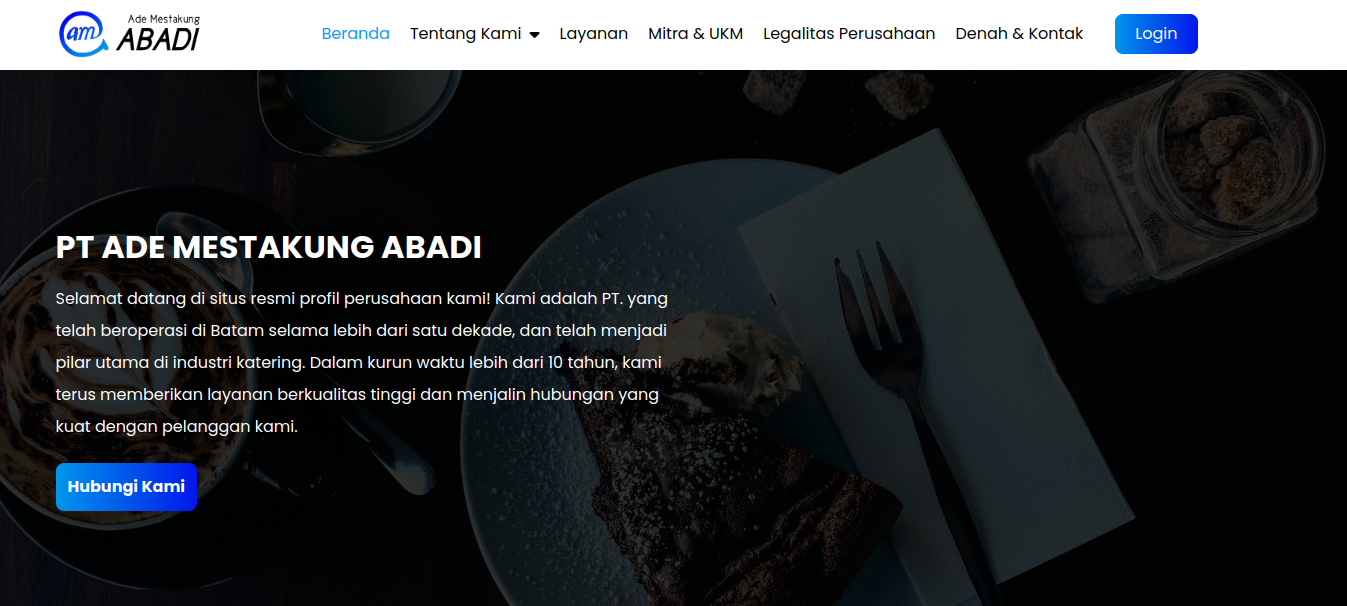 am
Ade Mestakung
ABADI
Beranda
Tentang Kami
Layanan
Mitra & UKM
Legalitas Perusahaan
Denah & Kontak
Login
PT ADE MESTAKUNG ABADI
Selamat datang di situs resmi profil perusahaan kami! Kami adalah PT. yang
telah beroperasi di Batam selama lebih dari satu dekade, dan telah menjadi
pilar utama di industri katering. Dalam kurun waktu lebih dari 10 tahun, kami
terus memberikan layanan berkualitas tinggi dan menjalin hubungan yang
kuat dengan pelanggan kami.
Hubungi Kami